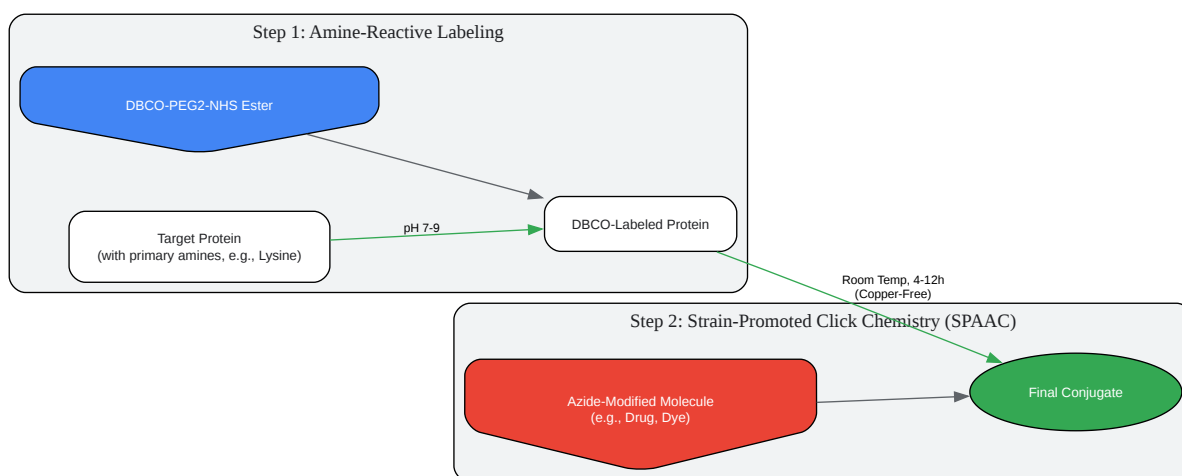 Step 1: Amine-Reactive Labeling
DBCO-PEG2-NHS Ester
Target Protein
(with primary amines, e.g., Lysine)
pH 7-9
DBCO-Labeled Protein
Room Temp, 4-12h
(Copper-Free)
Step 2: Strain-Promoted Click Chemistry (SPAAC)
Azide-Modified Molecule
(e.g., Drug, Dye)
Final Conjugate